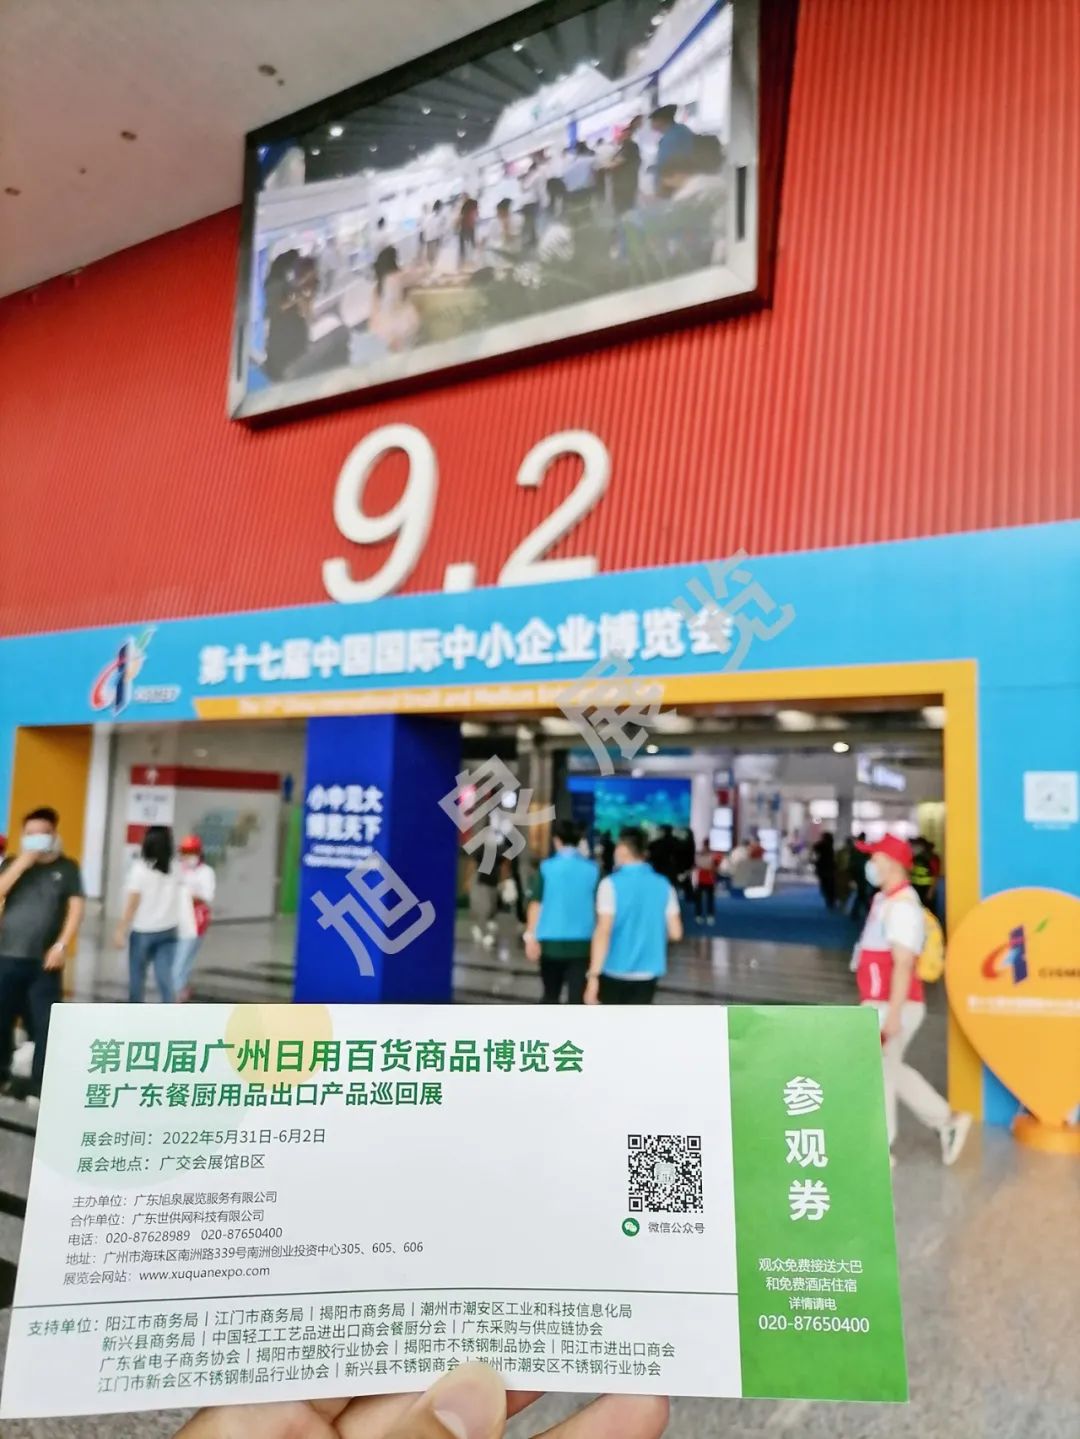 9.2
第十七届中国国际中小企业博览会
CISMEF
小中见大
博览天下
旭泉展览
CISMEF
第四届广州日用百货商品博览会
暨广东餐厨用品出口产品巡回展
展会时间：2022年5月31日-6月2日
展会地点：广交会展馆B区
主办单位：广东旭泉展览服务有限公司
合作单位：广东世供网科技有限公司
电话：020-87628989 020-87650400
地址：广州市海珠区南洲路339号南洲创业投资中心305、605、606
展览会网站：www.xuquanexpo.com
微信公众号
支持单位：阳江市商务局｜江门市商务局｜揭阳市商务局｜潮州市潮安区工业和科技信息化局
新兴县商务局｜中国轻工工艺品进出口商会餐厨分会｜广东采购与供应链协会
广东省电子商务协会｜揭阳市塑胶行业协会｜揭阳市不锈钢制品协会｜阳江市进出口商会
江门市新会区不锈钢制品行业协会｜新兴县不锈钢商会｜潮州市潮安区不锈钢行业协会
参观券
观众免费接送大巴
和免费酒店住宿
详情请电
020-87650400